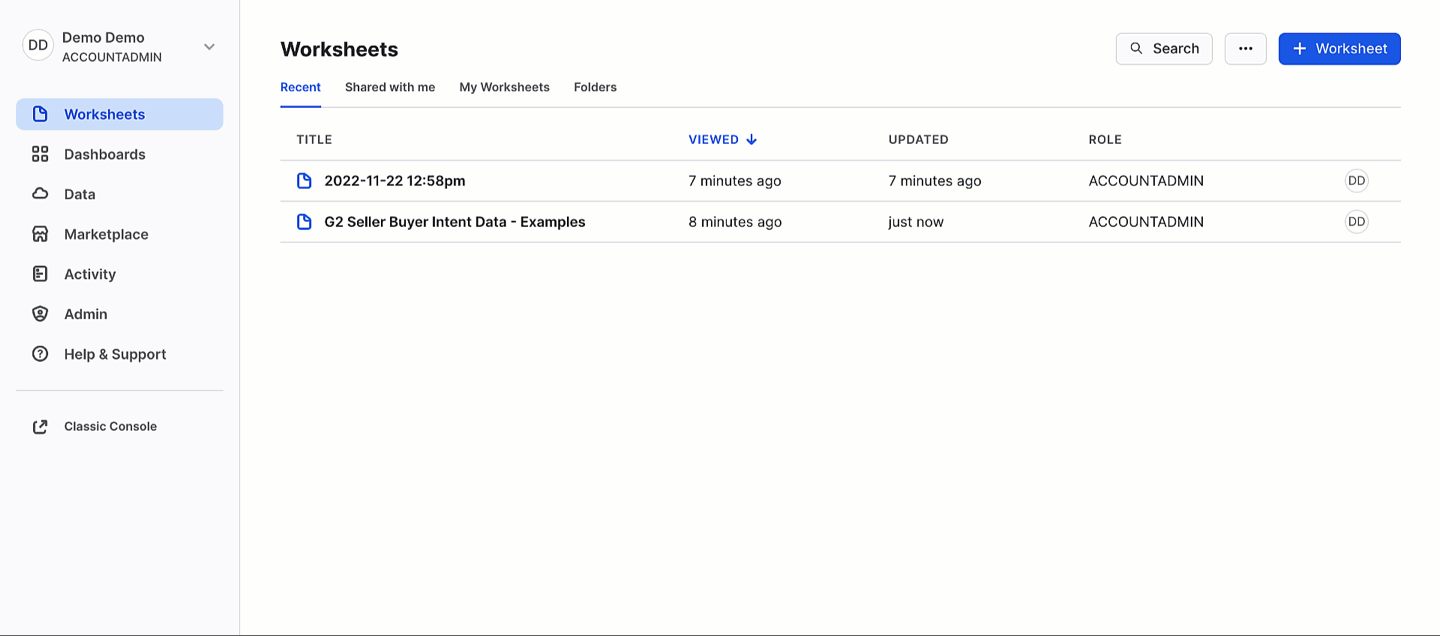 DD
Demo Demo
ACCOUNTADMIN
Worksheets
Dashboards
Data
Marketplace
Activity
Admin
Help & Support
Classic Console
Worksheets
Search
Worksheet
Recent Shared with me My Worksheets Folders
TITLE VIEWED UPDATED ROLE
2022-11-22 12:58pm 7 minutes ago 7 minutes ago ACCOUNTADMIN DD
G2 Seller Buyer Intent Data - Examples 8 minutes ago just now ACCOUNTADMIN DD